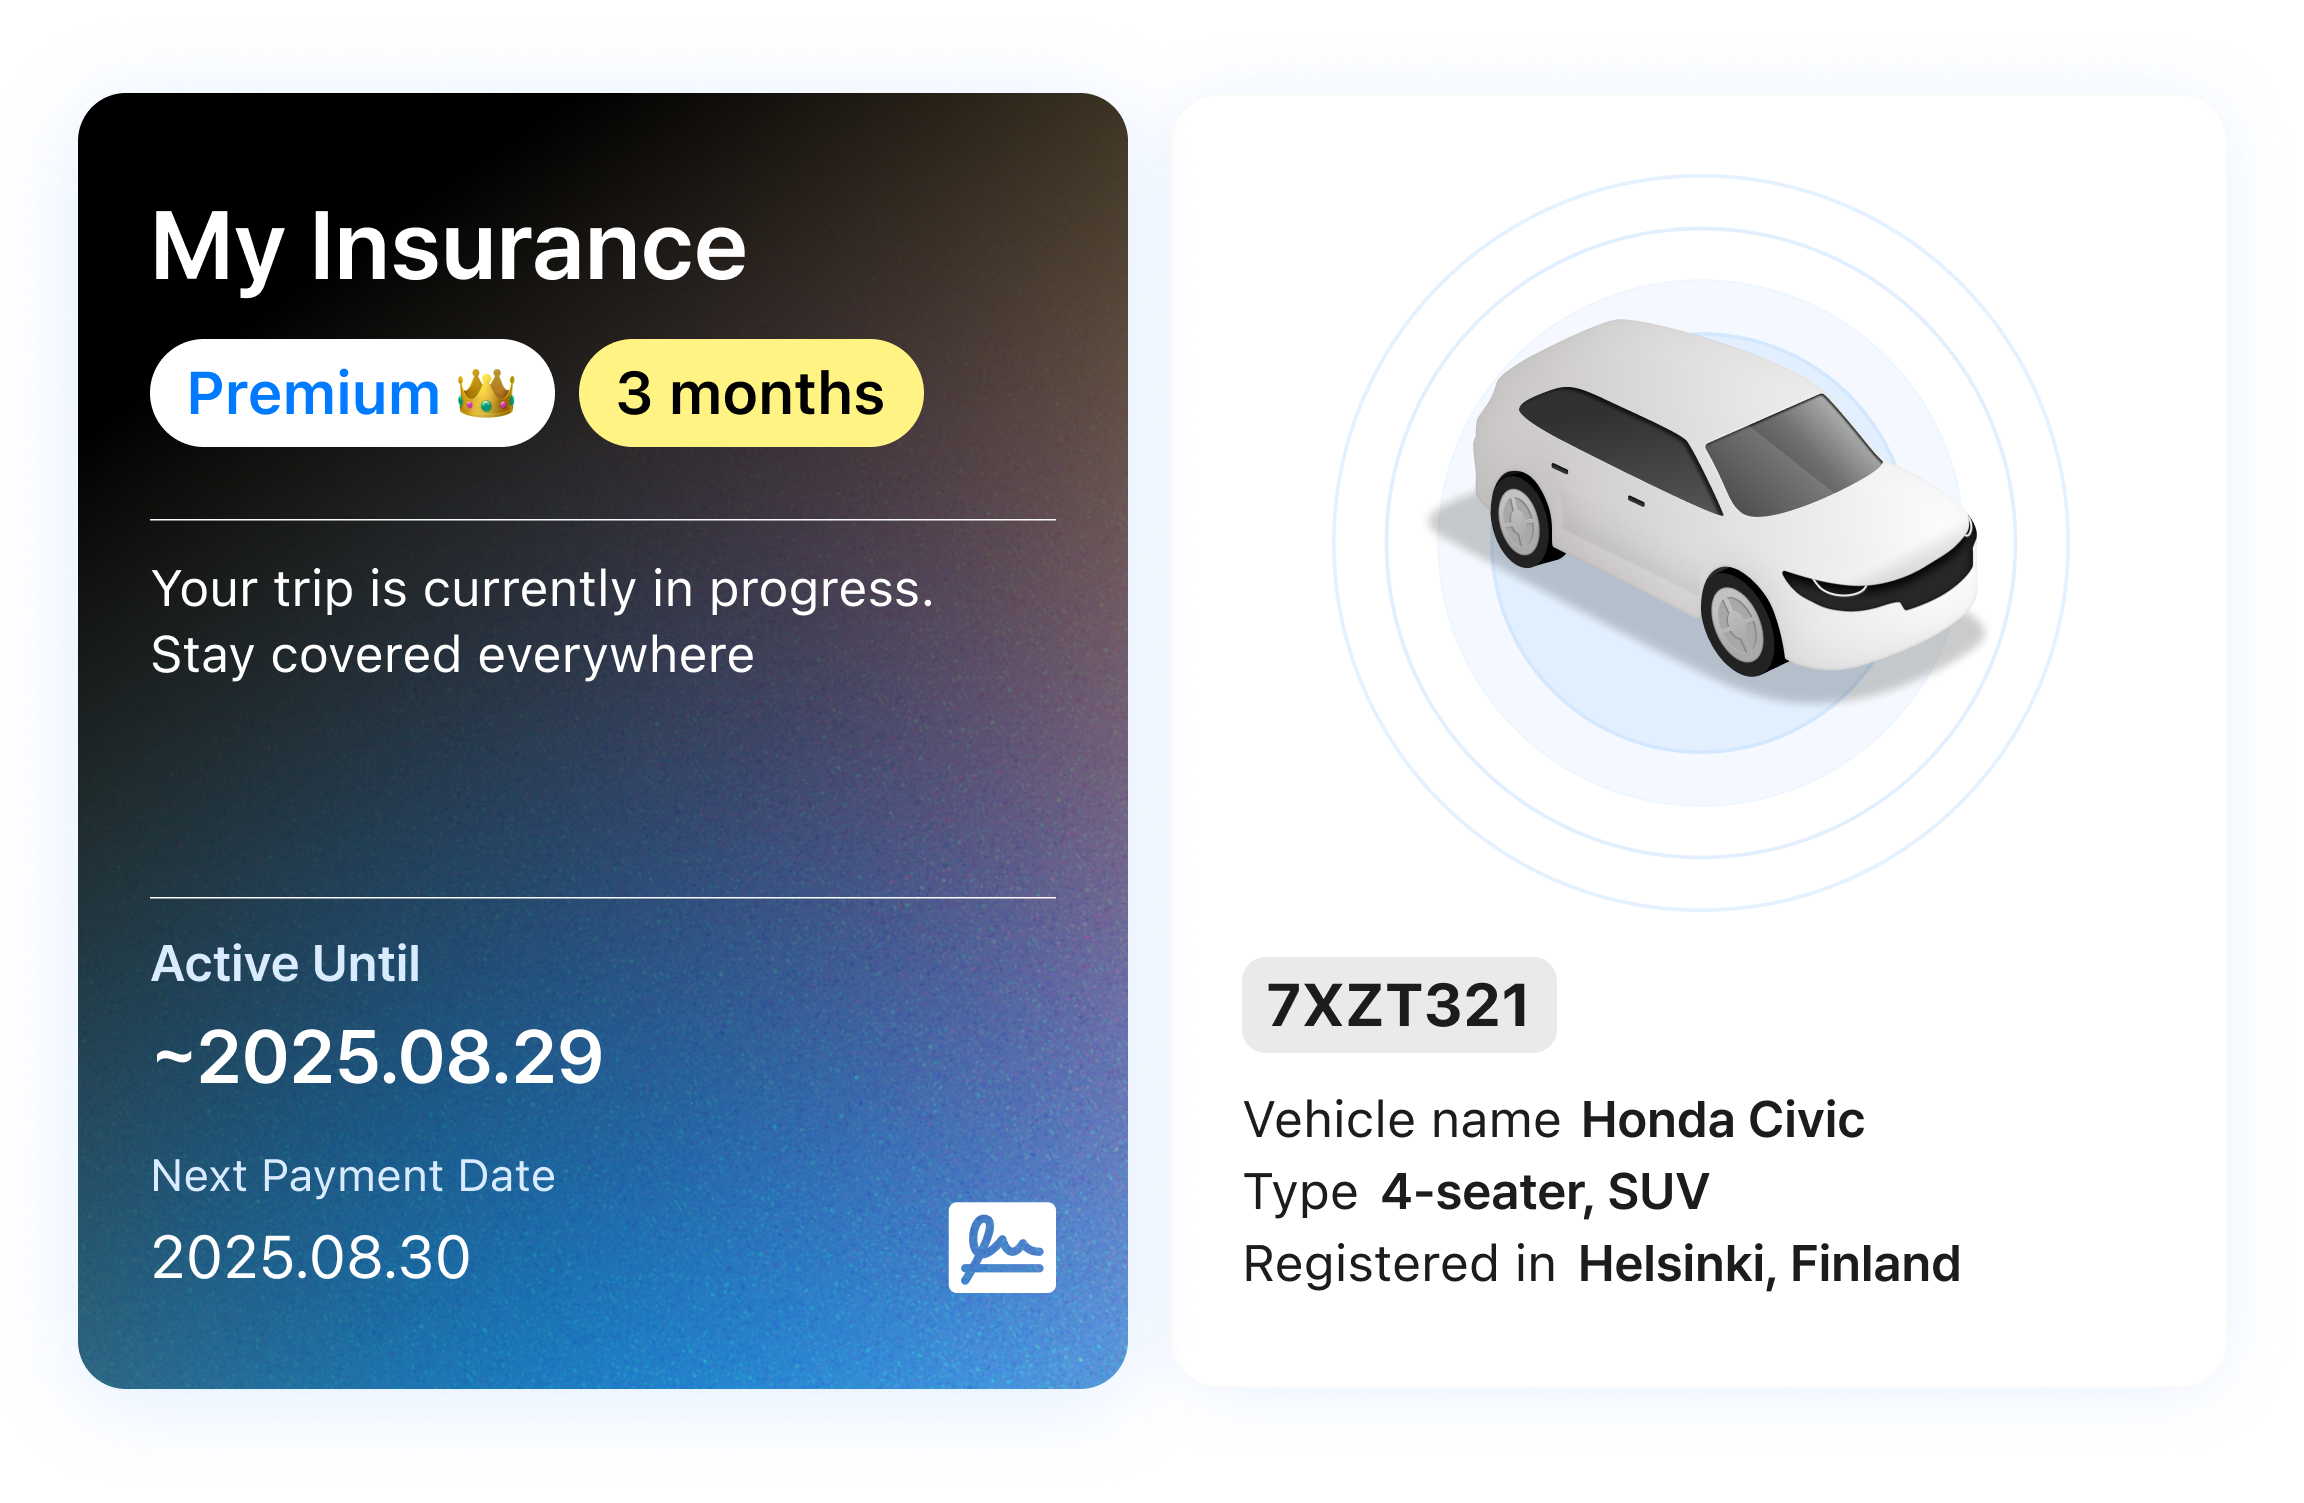 My Insurance
Premium 👑
3 months
Your trip is currently in progress.
Stay covered everywhere
Active Until
~2025.08.29
Next Payment Date
2025.08.30
7XZT321
Vehicle name Honda Civic
Type 4-seater, SUV
Registered in Helsinki, Finland